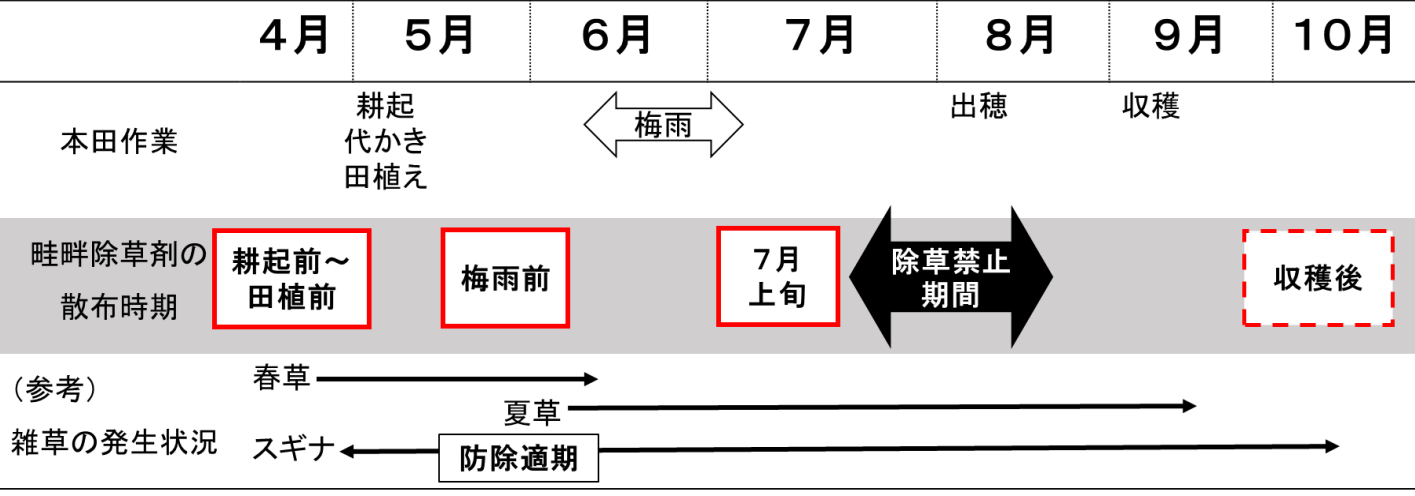 4月 5月 6月 7月 8月 9月 10月
本田作業
耕起
代かき
田植え
梅雨
出穂
収穫
畦畔除草剤の
散布時期
耕起前～
田植前
梅雨前
7月
上旬
除草禁止
期間
収穫後
（参考）
雑草の発生状況
春草
夏草
スギナ
防除適期